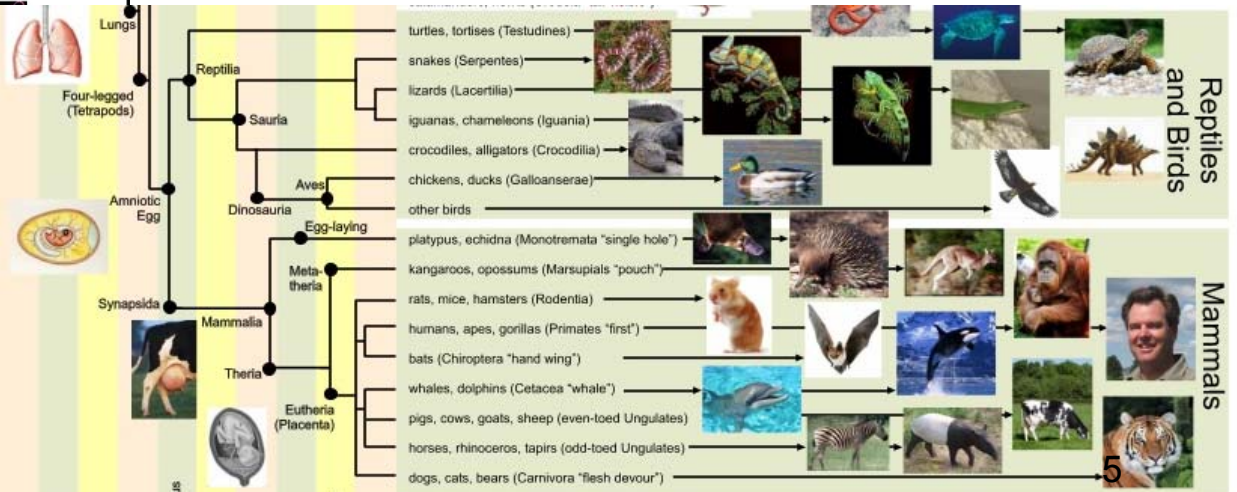 Lungs
Four-legged
(Tetrapods)
Reptilia
Sauria
Amniotic
Egg
Dinosauria
Aves
turtles, tortises (Testudines)
snakes (Serpentes)
lizards (Lacertilia)
iguanas, chameleons (Iguania)
crocodiles, alligators (Crocodilia)
chickens, ducks (Galloanserae)
other birds
Reptiles
and Birds
Egg-laying
Meta-
theria
Synapsida
Mammalia
Theria
Eutheria
(Placenta)
platypus, echidna (Monotremata “single hole”)
kangaroos, opossums (Marsupials “pouch”)
rats, mice, hamsters (Rodentia)
humans, apes, gorillas (Primates “first”)
bats (Chiroptera “hand wing”)
whales, dolphins (Cetacea “whale”)
pigs, cows, goats, sheep (even-toed Ungulates)
horses, rhinoceros, tapirs (odd-toed Ungulates)
dogs, cats, bears (Carnivora “flesh devour”)
Mammals
5